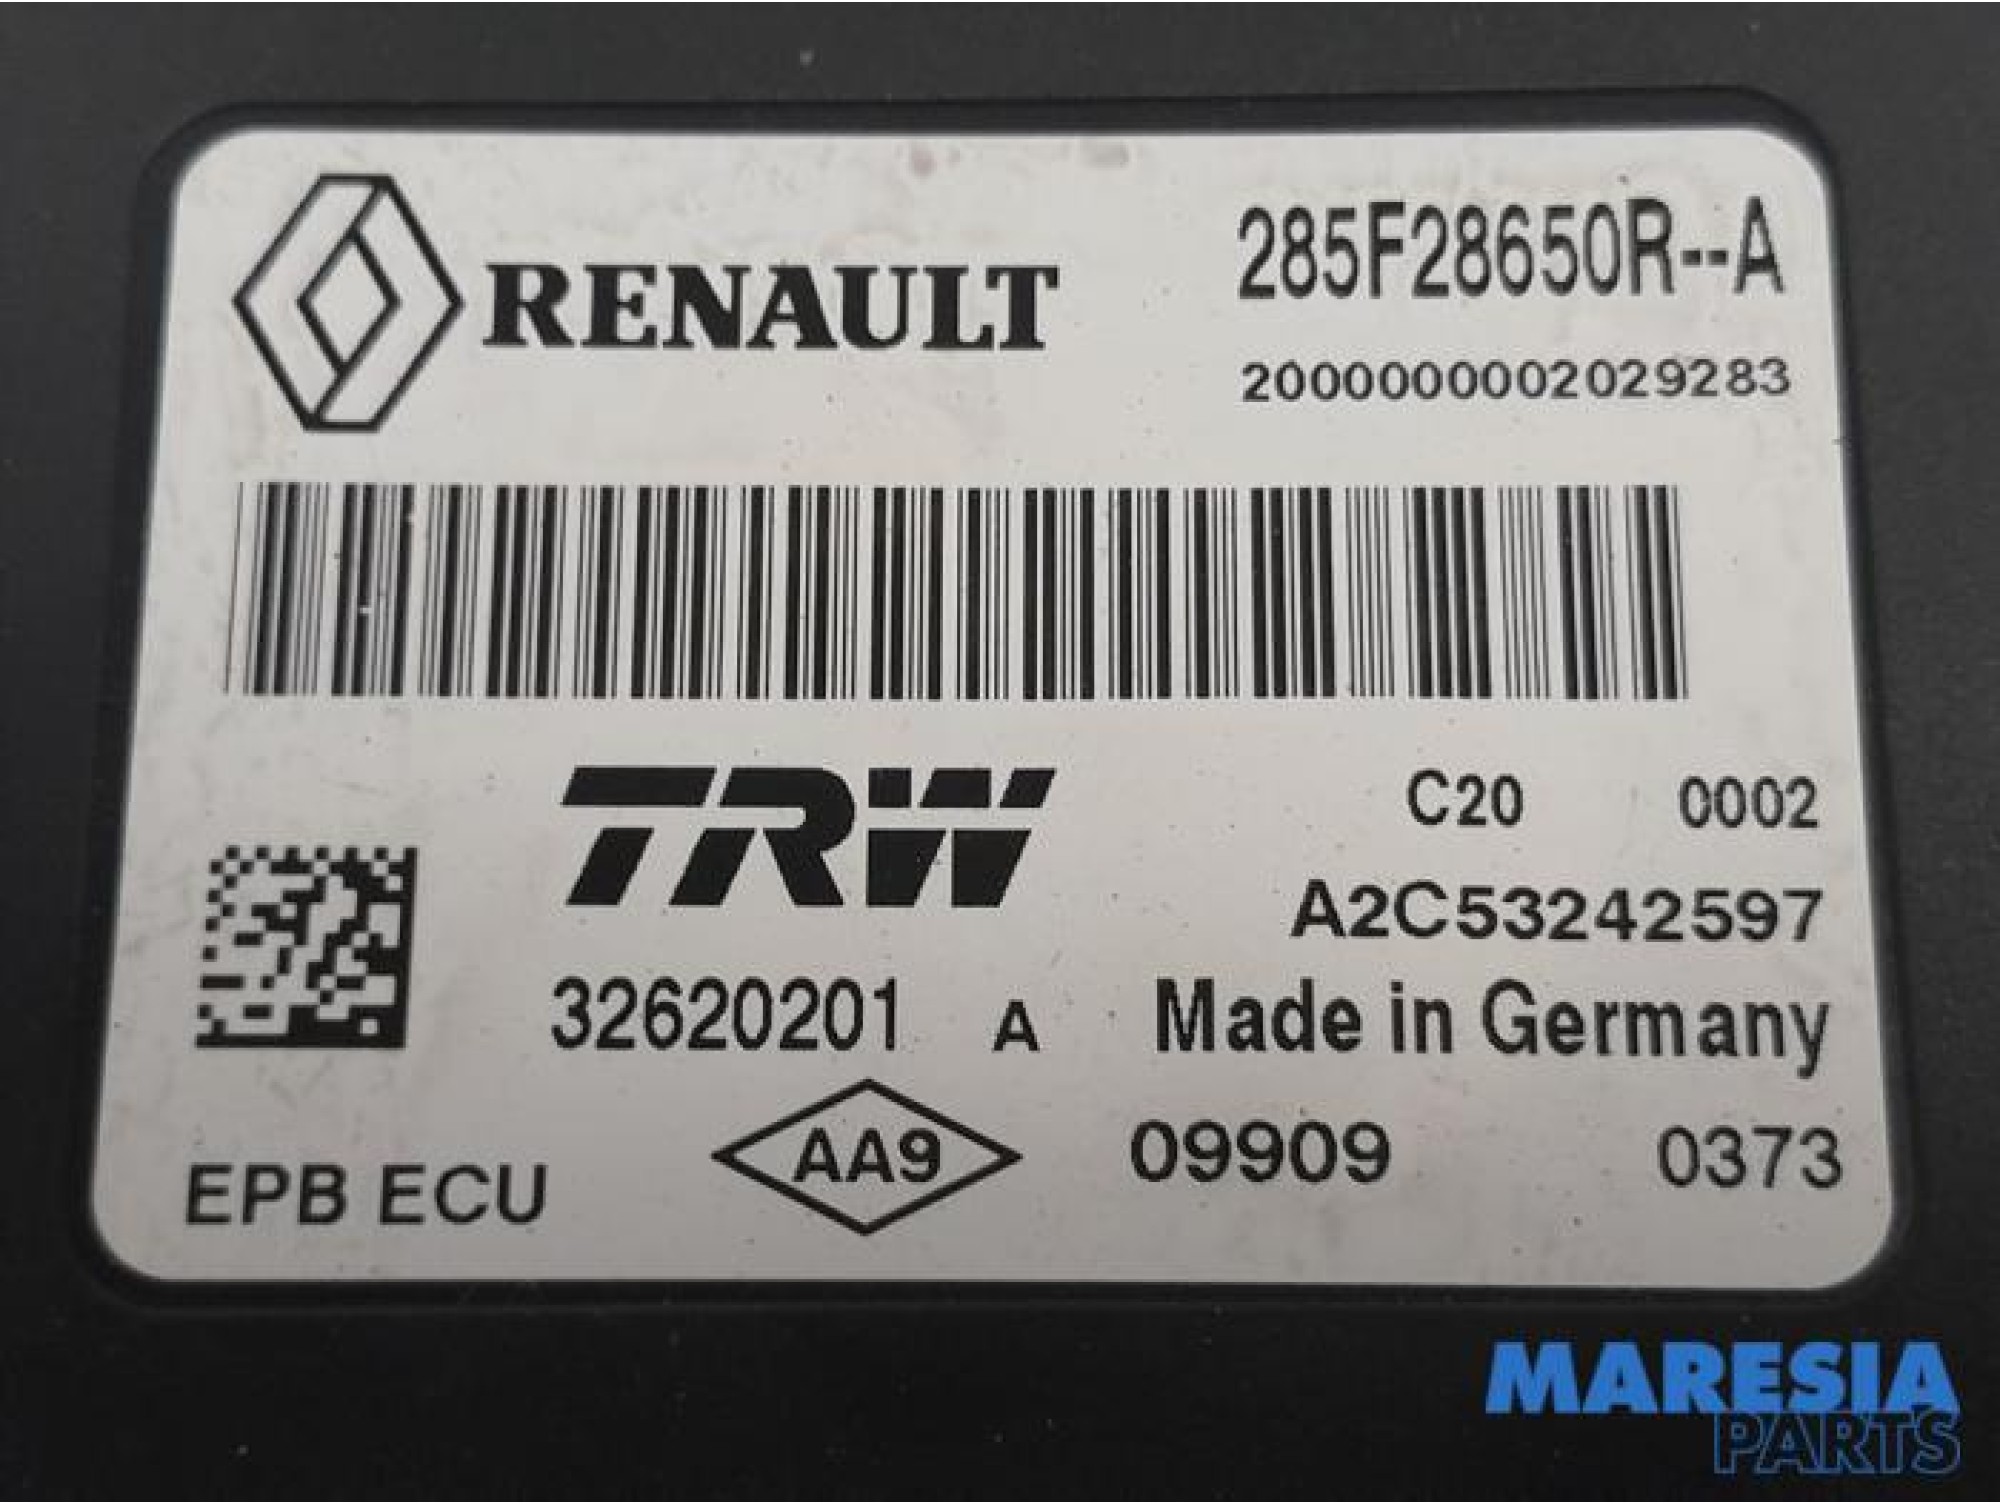 RENAULT
285F28650R--A
2000000002029283
TRW
C20 0002
A2C53242597
32620201 A
Made in Germany
EPB ECU
AA9
09909 0373
MARESIA
PARTS